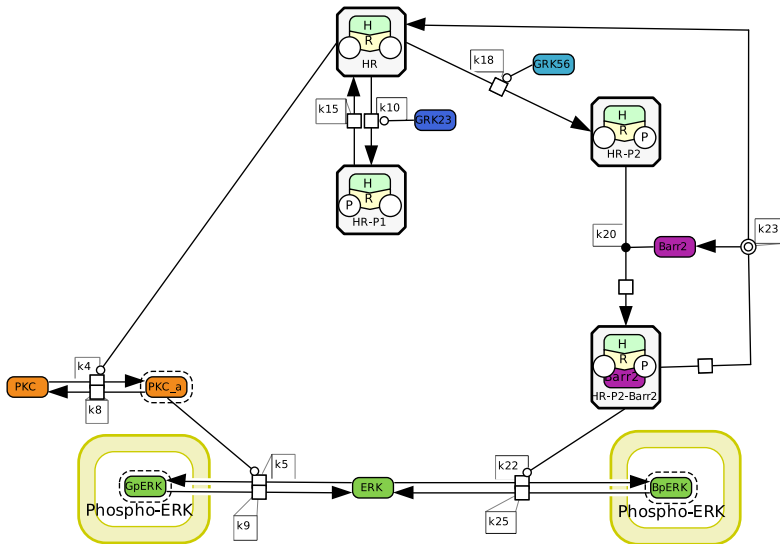 H
R
HR
k18
GRK56
k15
k10
GRK23
H
R
P
HR-P2
H
R
P
HR-P1
k20
Barr2
k23
H
R
P
Barr2
HR-P2-Barr2
k4
PKC
PKC_a
k8
k5
k22
GpERK
ERK
BpERK
Phospho-ERK
Phospho-ERK
k9
k25